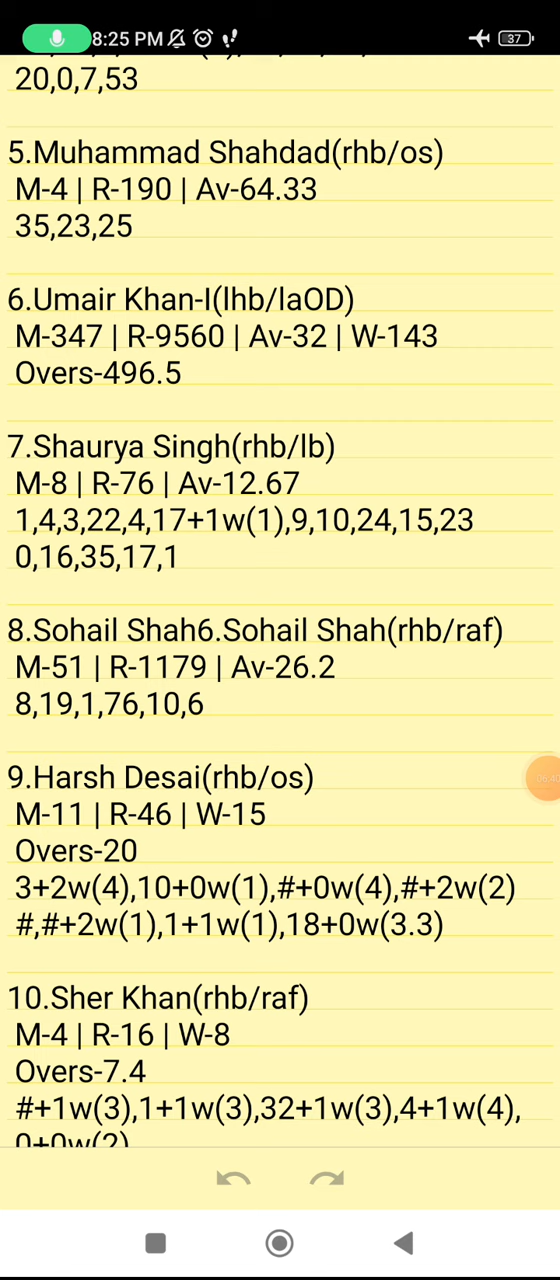 8:25 PM
37
20,0,7,53
5.Muhammad Shahdad(rhb/os)
M-4 | R-190 | Av-64.33
35,23,25
6.Umair Khan-I(lhb/laOD)
M-347 | R-9560 | Av-32 | W-143
Overs-496.5
7.Shaurya Singh(rhb/lb)
M-8 | R-76 | Av-12.67
1,4,3,22,4,17+1w(1),9,10,24,15,23
0,16,35,17,1
8.Sohail Shah6.Sohail Shah(rhb/raf)
M-51 | R-1179 | Av-26.2
8,19,1,76,10,6
9.Harsh Desai(rhb/os)
M-11 | R-46 | W-15
Overs-20
3+2w(4),10+0w(1),#+0w(4),#+2w(2)
#,#+2w(1),1+1w(1),18+0w(3.3)
10.Sher Khan(rhb/raf)
M-4 | R-16 | W-8
Overs-7.4
#+1w(3),1+1w(3),32+1w(3),4+1w(4),
0+0w(2)